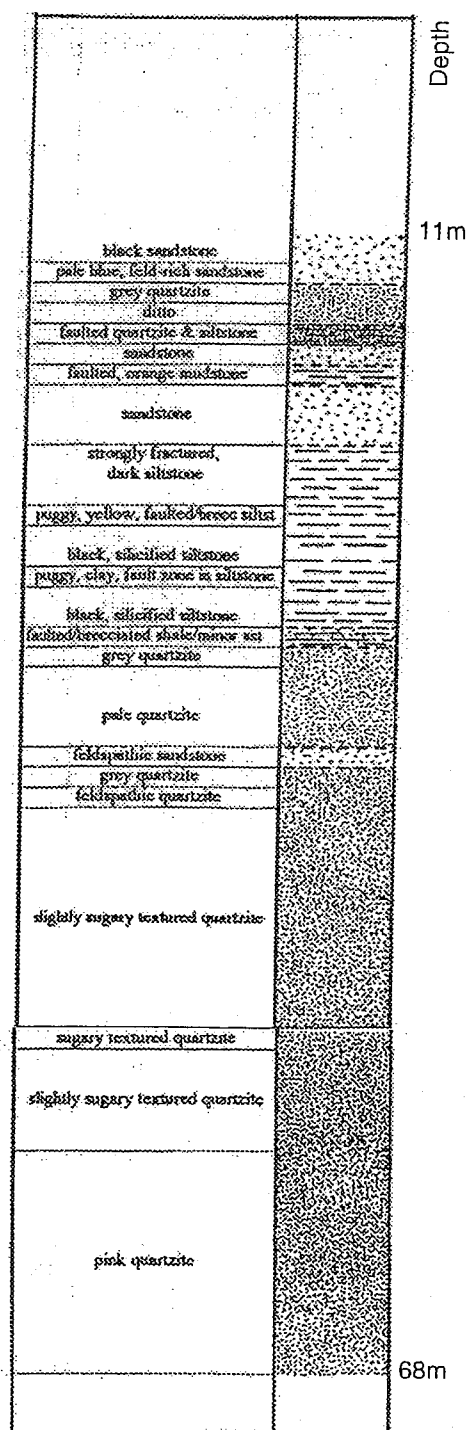 Depth
11m
black sandstone
pale blue, feld-rich sandstone
grey quartzite
ditto
faulted quartzite & siltstone
sandstone
faulted, orange mudstone
sandstone
strongly fractured,
dark siltstone
puggy, yellow, faulted/brecc siltst
black, silicified siltstone
puggy, clay, fault zone in siltstone
black, silicified siltstone
faulted/brecciated shale/minor sst
grey quartzite
pale quartzite
feldspathic sandstone
grey quartzite
feldspathic quartzite
slightly sugary textured quartzite
sugary textured quartzite
slightly sugary textured quartzite
pink quartzite
68m